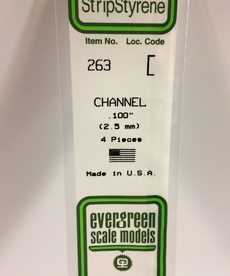 StripStyrene
Item No. Loc. Code
263
CHANNEL
.100"
(2.5 mm)
4 Pieces
Made in U.S.A.
evergreen
scale models